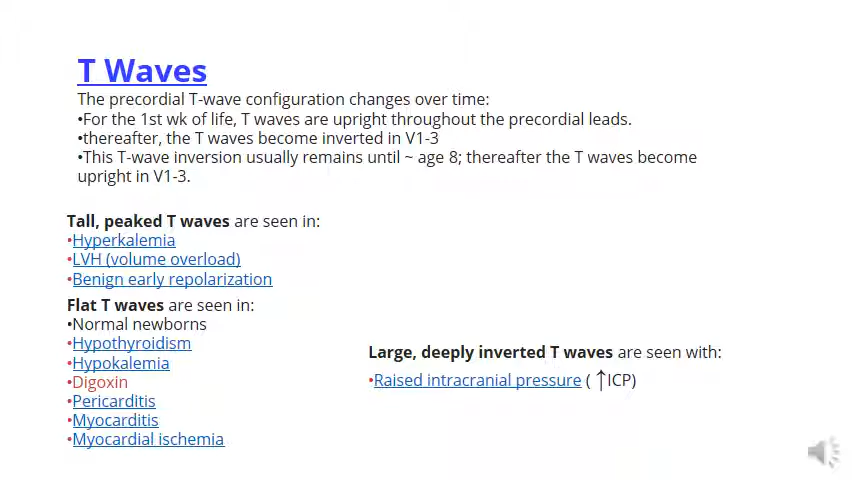 T Waves
The precordial T-wave configuration changes over time:
•For the 1st wk of life, T waves are upright throughout the precordial leads.
•thereafter, the T waves become inverted in V1-3
•This T-wave inversion usually remains until ~ age 8; thereafter the T waves become
upright in V1-3.
Tall, peaked T waves are seen in:
•Hyperkalemia
•LVH (volume overload)
•Benign early repolarization
Flat T waves are seen in:
•Normal newborns
•Hypothyroidism
•Hypokalemia
•Digoxin
•Pericarditis
•Myocarditis
•Myocardial ischemia
Large, deeply inverted T waves are seen with:
•Raised intracranial pressure ( ↑ICP)